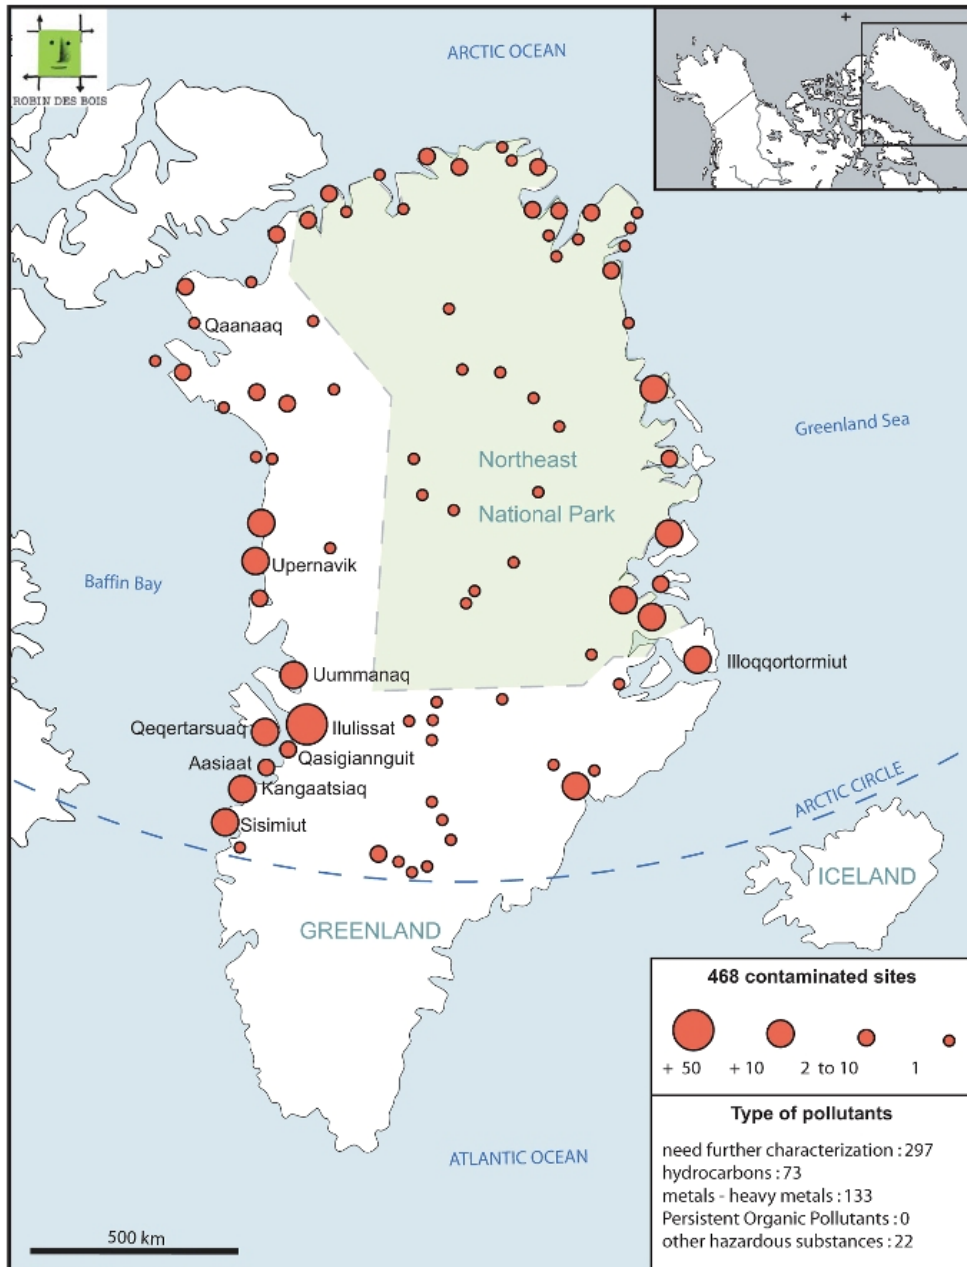 ROBIN DES BOIS
ARCTIC OCEAN
Qaanaaq
Greenland Sea
Northeast
National Park
Baffin Bay
Upernavik
Uummanaq
Illoqqortormiut
Qeqertarsuaq
Ilulissat
Qasigiannguit
Aasiaat
Kangaatsiaq
Sisimiut
ARCTIC CIRCLE
ICELAND
GREENLAND
468 contaminated sites
+ 50 + 10 2 to 10 1
Type of pollutants
need further characterization : 297
hydrocarbons : 73
metals - heavy metals : 133
Persistent Organic Pollutants : 0
other hazardous substances : 22
ATLANTIC OCEAN
500 km